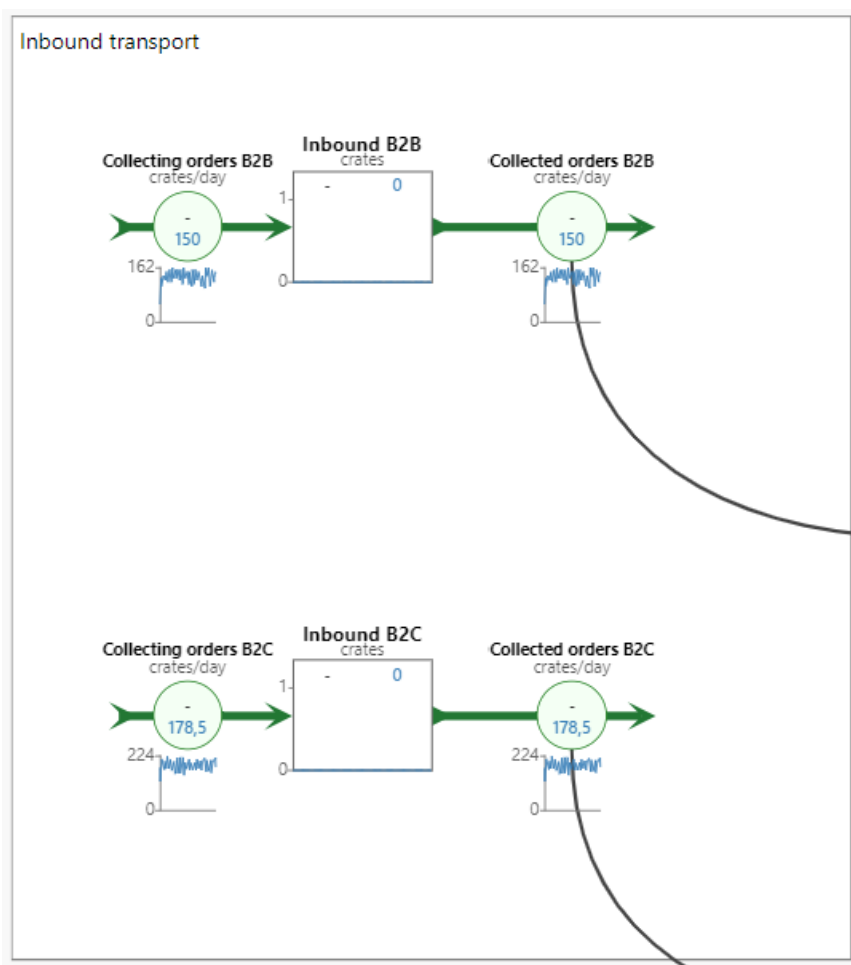 Inbound transport
Collecting orders B2B
crates/day
-
150
162
0
Inbound B2B
crates
- 0
1
0
Collected orders B2B
crates/day
-
150
162
0
Collecting orders B2C
crates/day
-
178,5
224
0
Inbound B2C
crates
- 0
1
0
Collected orders B2C
crates/day
-
178,5
224
0